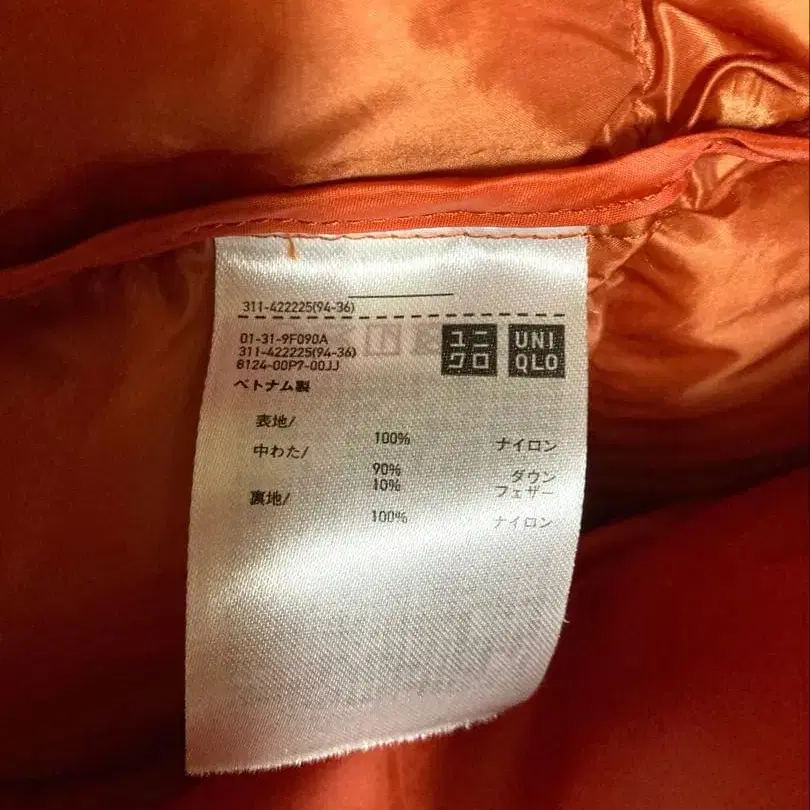 311-422225(94-36)
01-31-9F090A
311-422225(94-36)
8124-00P7-00JJ
ユニ
クロ
UNI
QLO
ベトナム製
表地/
100% ナイロン
中わた/
90% ダウン
10% フェザー
裏地/
100% ナイロン